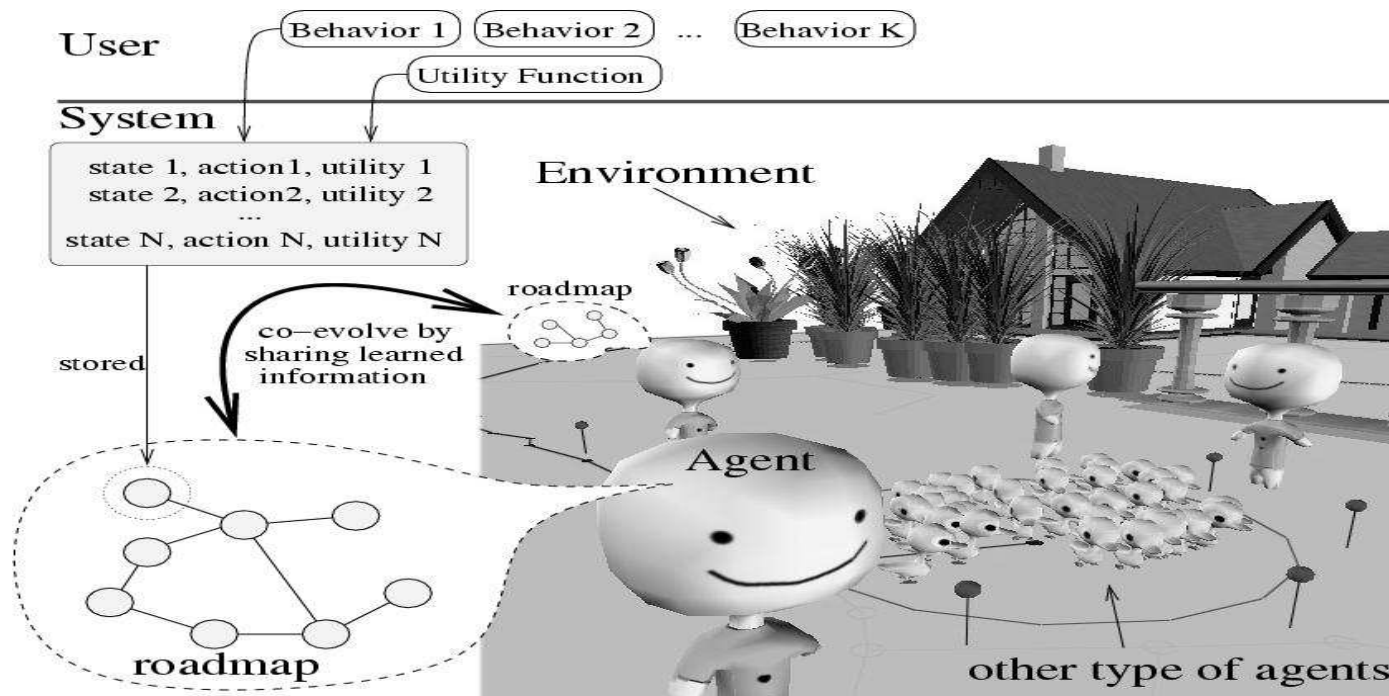 User
Behavior 1
Behavior 2
...
Behavior K
Utility Function
System
state 1, action1, utility 1
state 2, action2, utility 2
...
state N, action N, utility N
Environment
roadmap
co-evolve by
sharing learned
information
stored
Agent
roadmap
other type of agents